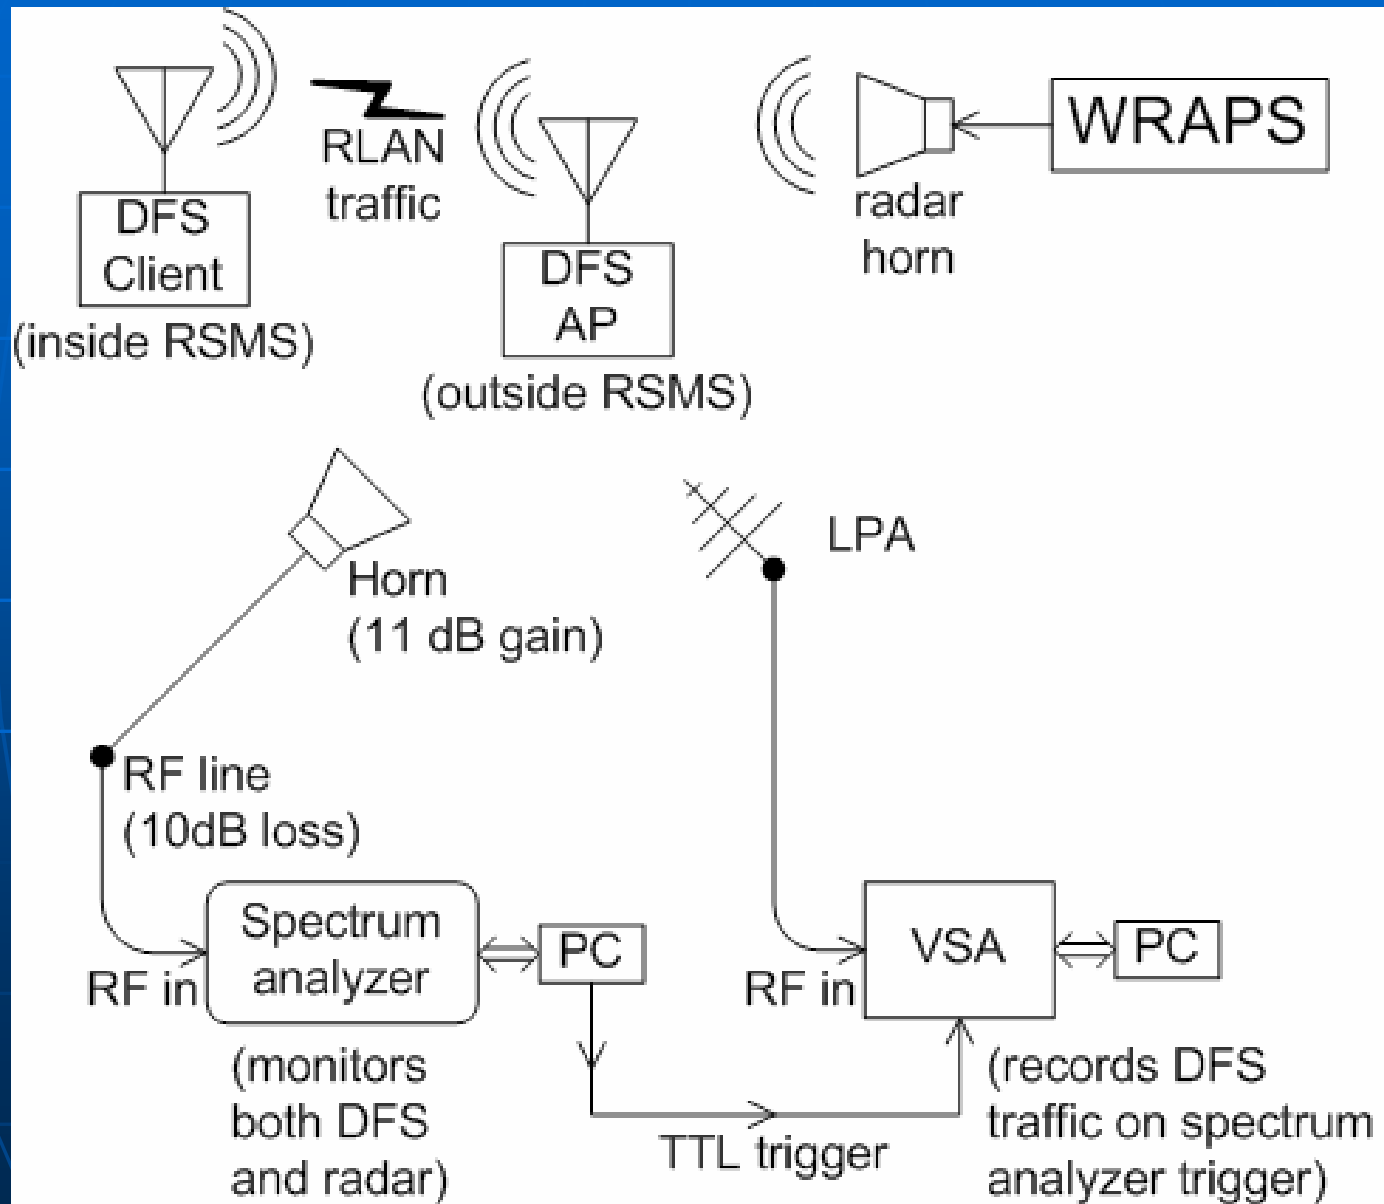 RLAN
traffic
WRAPS
radar
horn
DFS
Client
(inside RSMS)
DFS
AP
(outside RSMS)
Horn
(11 dB gain)
LPA
RF line
(10dB loss)
RF in
Spectrum
analyzer
PC
(monitors
both DFS
and radar)
TTL trigger
RF in
VSA
PC
(records DFS
traffic on spectrum
analyzer trigger)